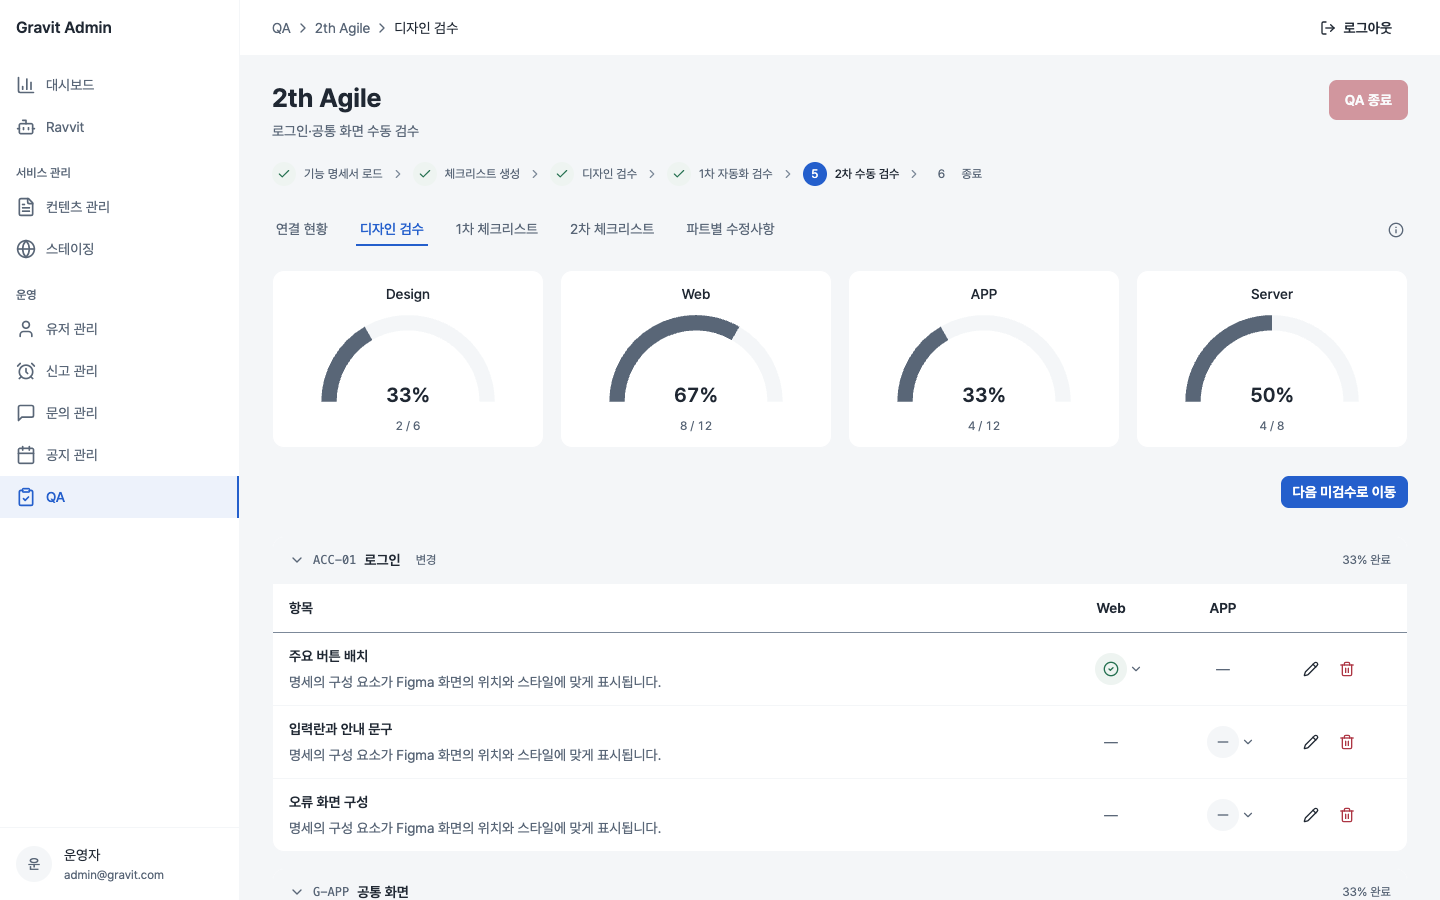 Gravit Admin
QA > 2th Agile > 디자인 검수
로그아웃
대시보드
Ravvit
서비스 관리
컨텐츠 관리
스테이징
운영
유저 관리
신고 관리
문의 관리
공지 관리
QA
운
운영자
admin@gravit.com
2th Agile
QA 종료
로그인·공통 화면 수동 검수
기능 명세서 로드 > 체크리스트 생성 > 디자인 검수 > 1차 자동화 검수 > 5 2차 수동 검수 > 6 종료
연결 현황 디자인 검수 1차 체크리스트 2차 체크리스트 파트별 수정사항
Design
33%
2 / 6
Web
67%
8 / 12
APP
33%
4 / 12
Server
50%
4 / 8
다음 미검수로 이동
ACC-01 로그인 변경 33% 완료
항목 Web APP
주요 버튼 배치
명세의 구성 요소가 Figma 화면의 위치와 스타일에 맞게 표시됩니다.
—
입력란과 안내 문구
명세의 구성 요소가 Figma 화면의 위치와 스타일에 맞게 표시됩니다.
— —
오류 화면 구성
명세의 구성 요소가 Figma 화면의 위치와 스타일에 맞게 표시됩니다.
— —
G-APP 공통 화면 33% 완료